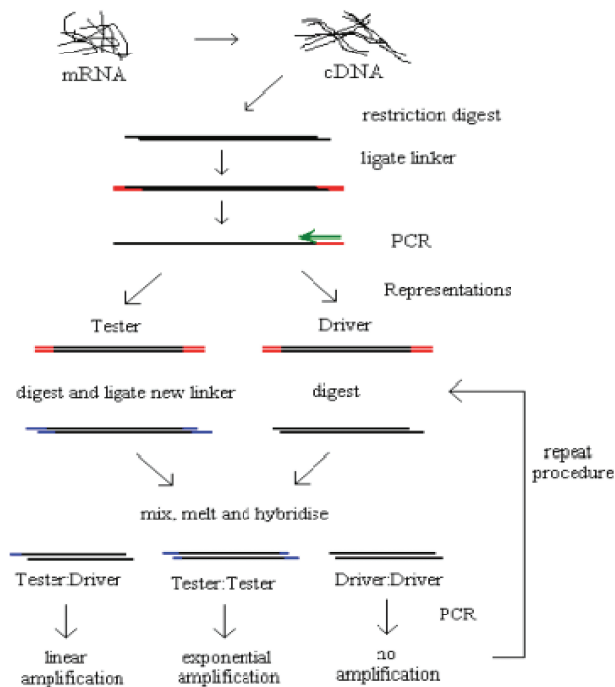 mRNA
cDNA
restriction digest
ligate linker
PCR
Representations
Tester
Driver
digest and ligate new linker
digest
repeat
procedure
mix, melt and hybridise
Tester:Driver
Tester:Tester
Driver:Driver
PCR
linear
amplification
exponential
amplification
no
amplification